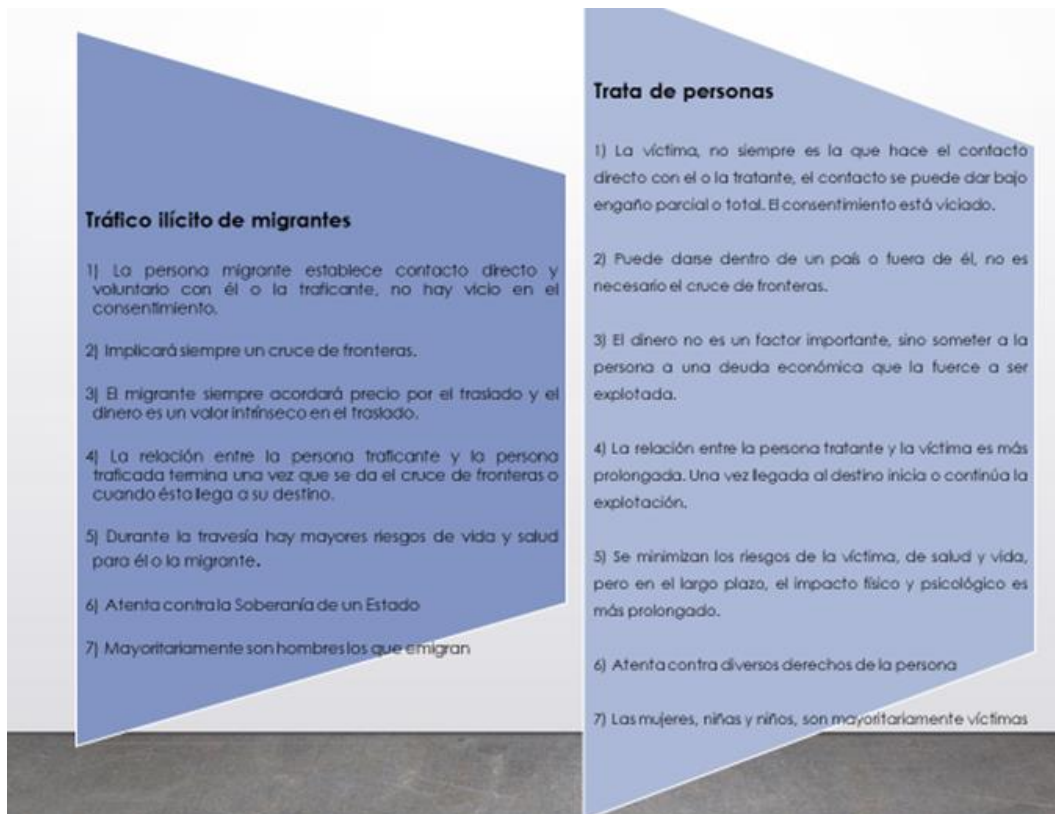 Tráfico ilícito de migrantes
1) La persona migrante establece contacto directo y
voluntario con él o la traficante, no hay vicio en el
consentimiento.
2) Implicará siempre un cruce de fronteras.
3) El migrante siempre acordará precio por el traslado y el
dinero es un valor intrínseco en el traslado.
4) La relación entre la persona traficante y la persona
traficada termina una vez que se da el cruce de fronteras o
cuando ésta llega a su destino.
5) Durante la travesía hay mayores riesgos de vida y salud
para él o la migrante.
6) Atenta contra la Soberanía de un Estado
7) Mayoritariamente son hombres los que emigran
Trata de personas
1) La víctima, no siempre es la que hace el contacto
directo con el o la tratante, el contacto se puede dar bajo
engaño parcial o total. El consentimiento está viciado.
2) Puede darse dentro de un país o fuera de él, no es
necesario el cruce de fronteras.
3) El dinero no es un factor importante, sino someter a la
persona a una deuda económica que la fuerce a ser
explotada.
4) La relación entre la persona tratante y la víctima es más
prolongada. Una vez llegada al destino inicia o continúa la
explotación.
5) Se minimizan los riesgos de la víctima, de salud y vida,
pero en el largo plazo, el impacto físico y psicológico es
más prolongado.
6) Atenta contra diversos derechos de la persona
7) Las mujeres, niñas y niños, son mayoritariamente víctimas